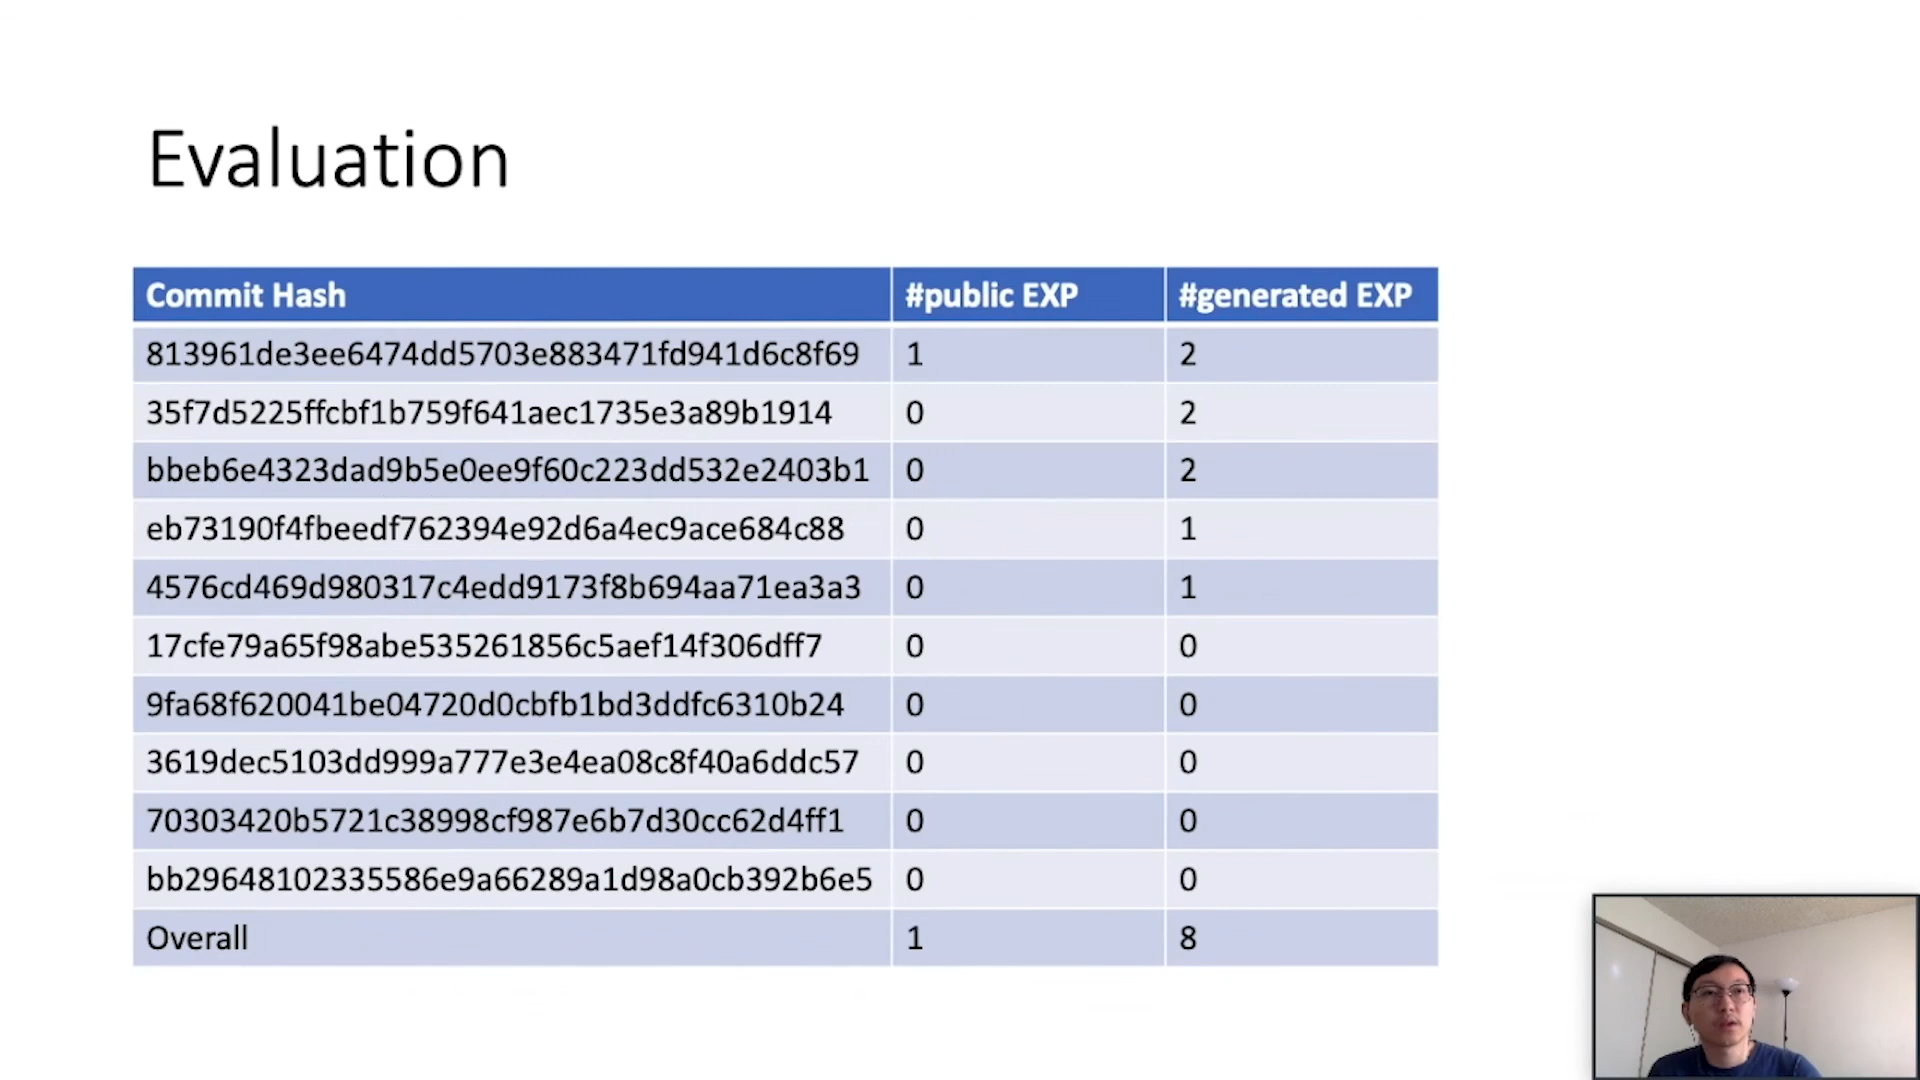 Evaluation
Commit Hash #public EXP #generated EXP
813961de3ee6474dd5703e883471fd941d6c8f69 1 2
35f7d5225ffcbf1b759f641aec1735e3a89b1914 0 2
bbeb6e4323dad9b5e0ee9f60c223dd532e2403b1 0 2
eb73190f4fbeedf762394e92d6a4ec9ace684c88 0 1
4576cd469d980317c4edd9173f8b694aa71ea3a3 0 1
17cfe79a65f98abe535261856c5aef14f306dff7 0 0
9fa68f620041be04720d0cbfb1bd3ddfc6310b24 0 0
3619dec5103dd999a777e3e4ea08c8f40a6ddc57 0 0
70303420b5721c38998cf987e6b7d30cc62d4ff1 0 0
bb29648102335586e9a66289a1d98a0cb392b6e5 0 0
Overall 1 8